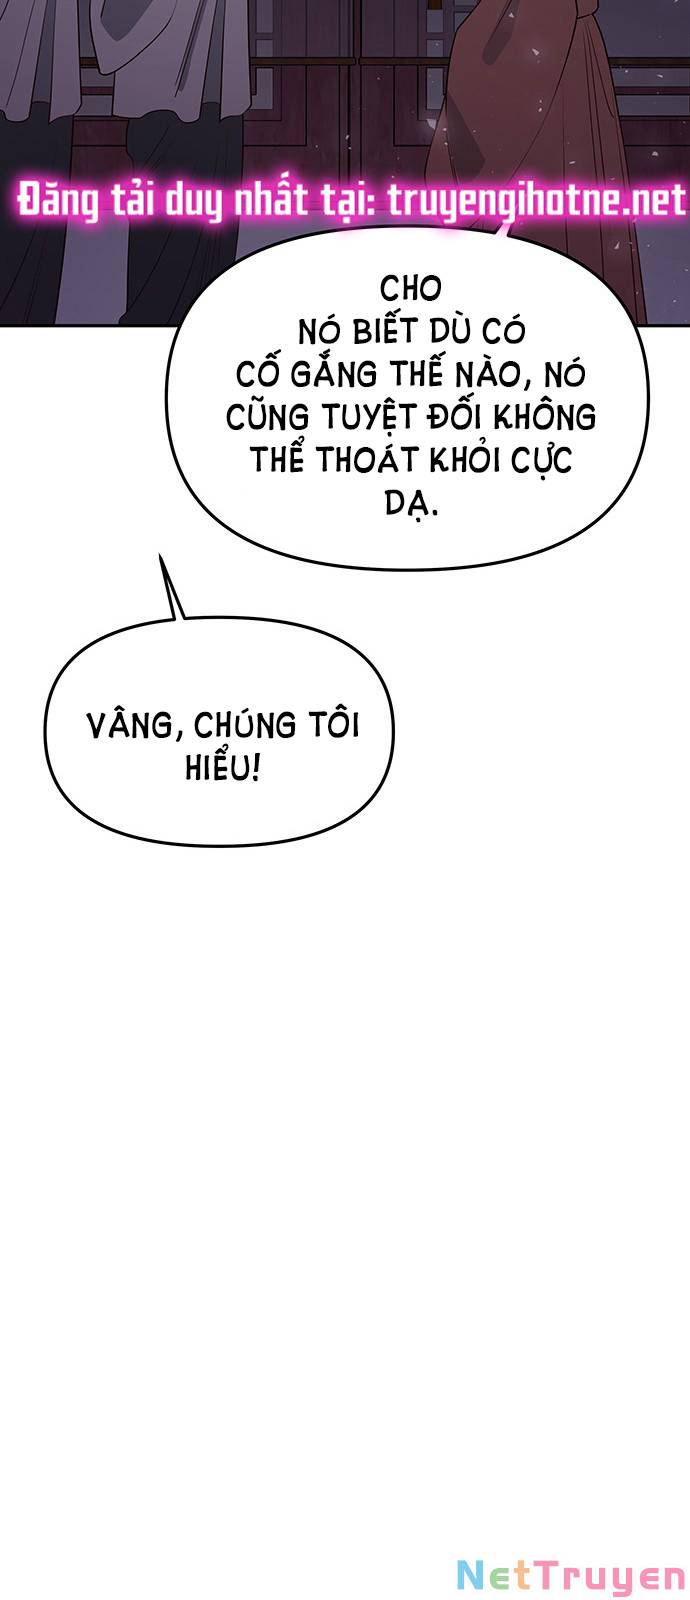 Đăng tải duy nhất tại: truyengihotne.net
CHO
NÓ BIẾT DÙ CÓ
CỐ GẮNG THẾ NÀO, NÓ
CŨNG TUYỆT ĐỐI KHÔNG
THỂ THOÁT KHỎI CỰC
DẠ.
VÂNG, CHÚNG TÔI
HIỂU!
NetTruyen